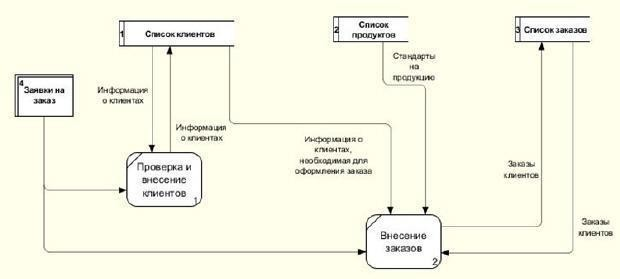 1 Список клиентов
2 Список
продуктов
3 Список заказов
4
Заявки на
заказ
Информация
о клиентах
Информация
о клиентах
Стандарты
на
продукцию
Информация о
клиентах,
необходимая для
оформления заказа
Проверка и
внесение
клиентов
1
Заказы
клиентов
Заказы
клиентов
Внесение
заказов
2